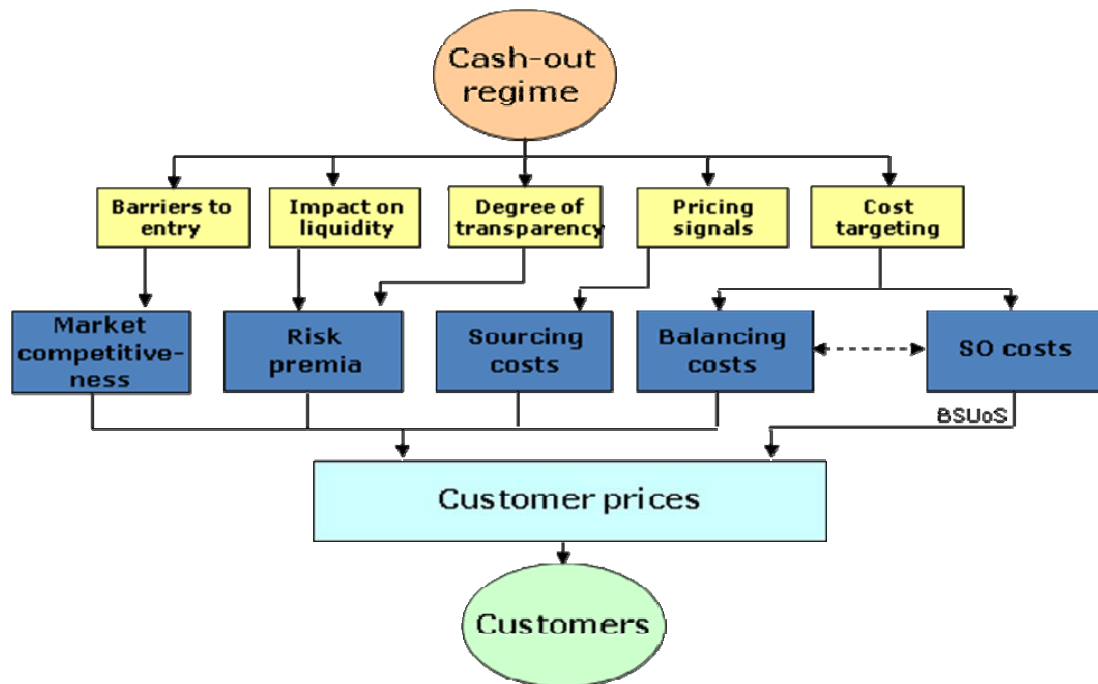 Cash-out
regime
Barriers to
entry
Impact on
liquidity
Degree of
transparency
Pricing
signals
Cost
targeting
Market
competitive-
ness
Risk
premia
Sourcing
costs
Balancing
costs
SO costs
BSUoS
Customer prices
Customers